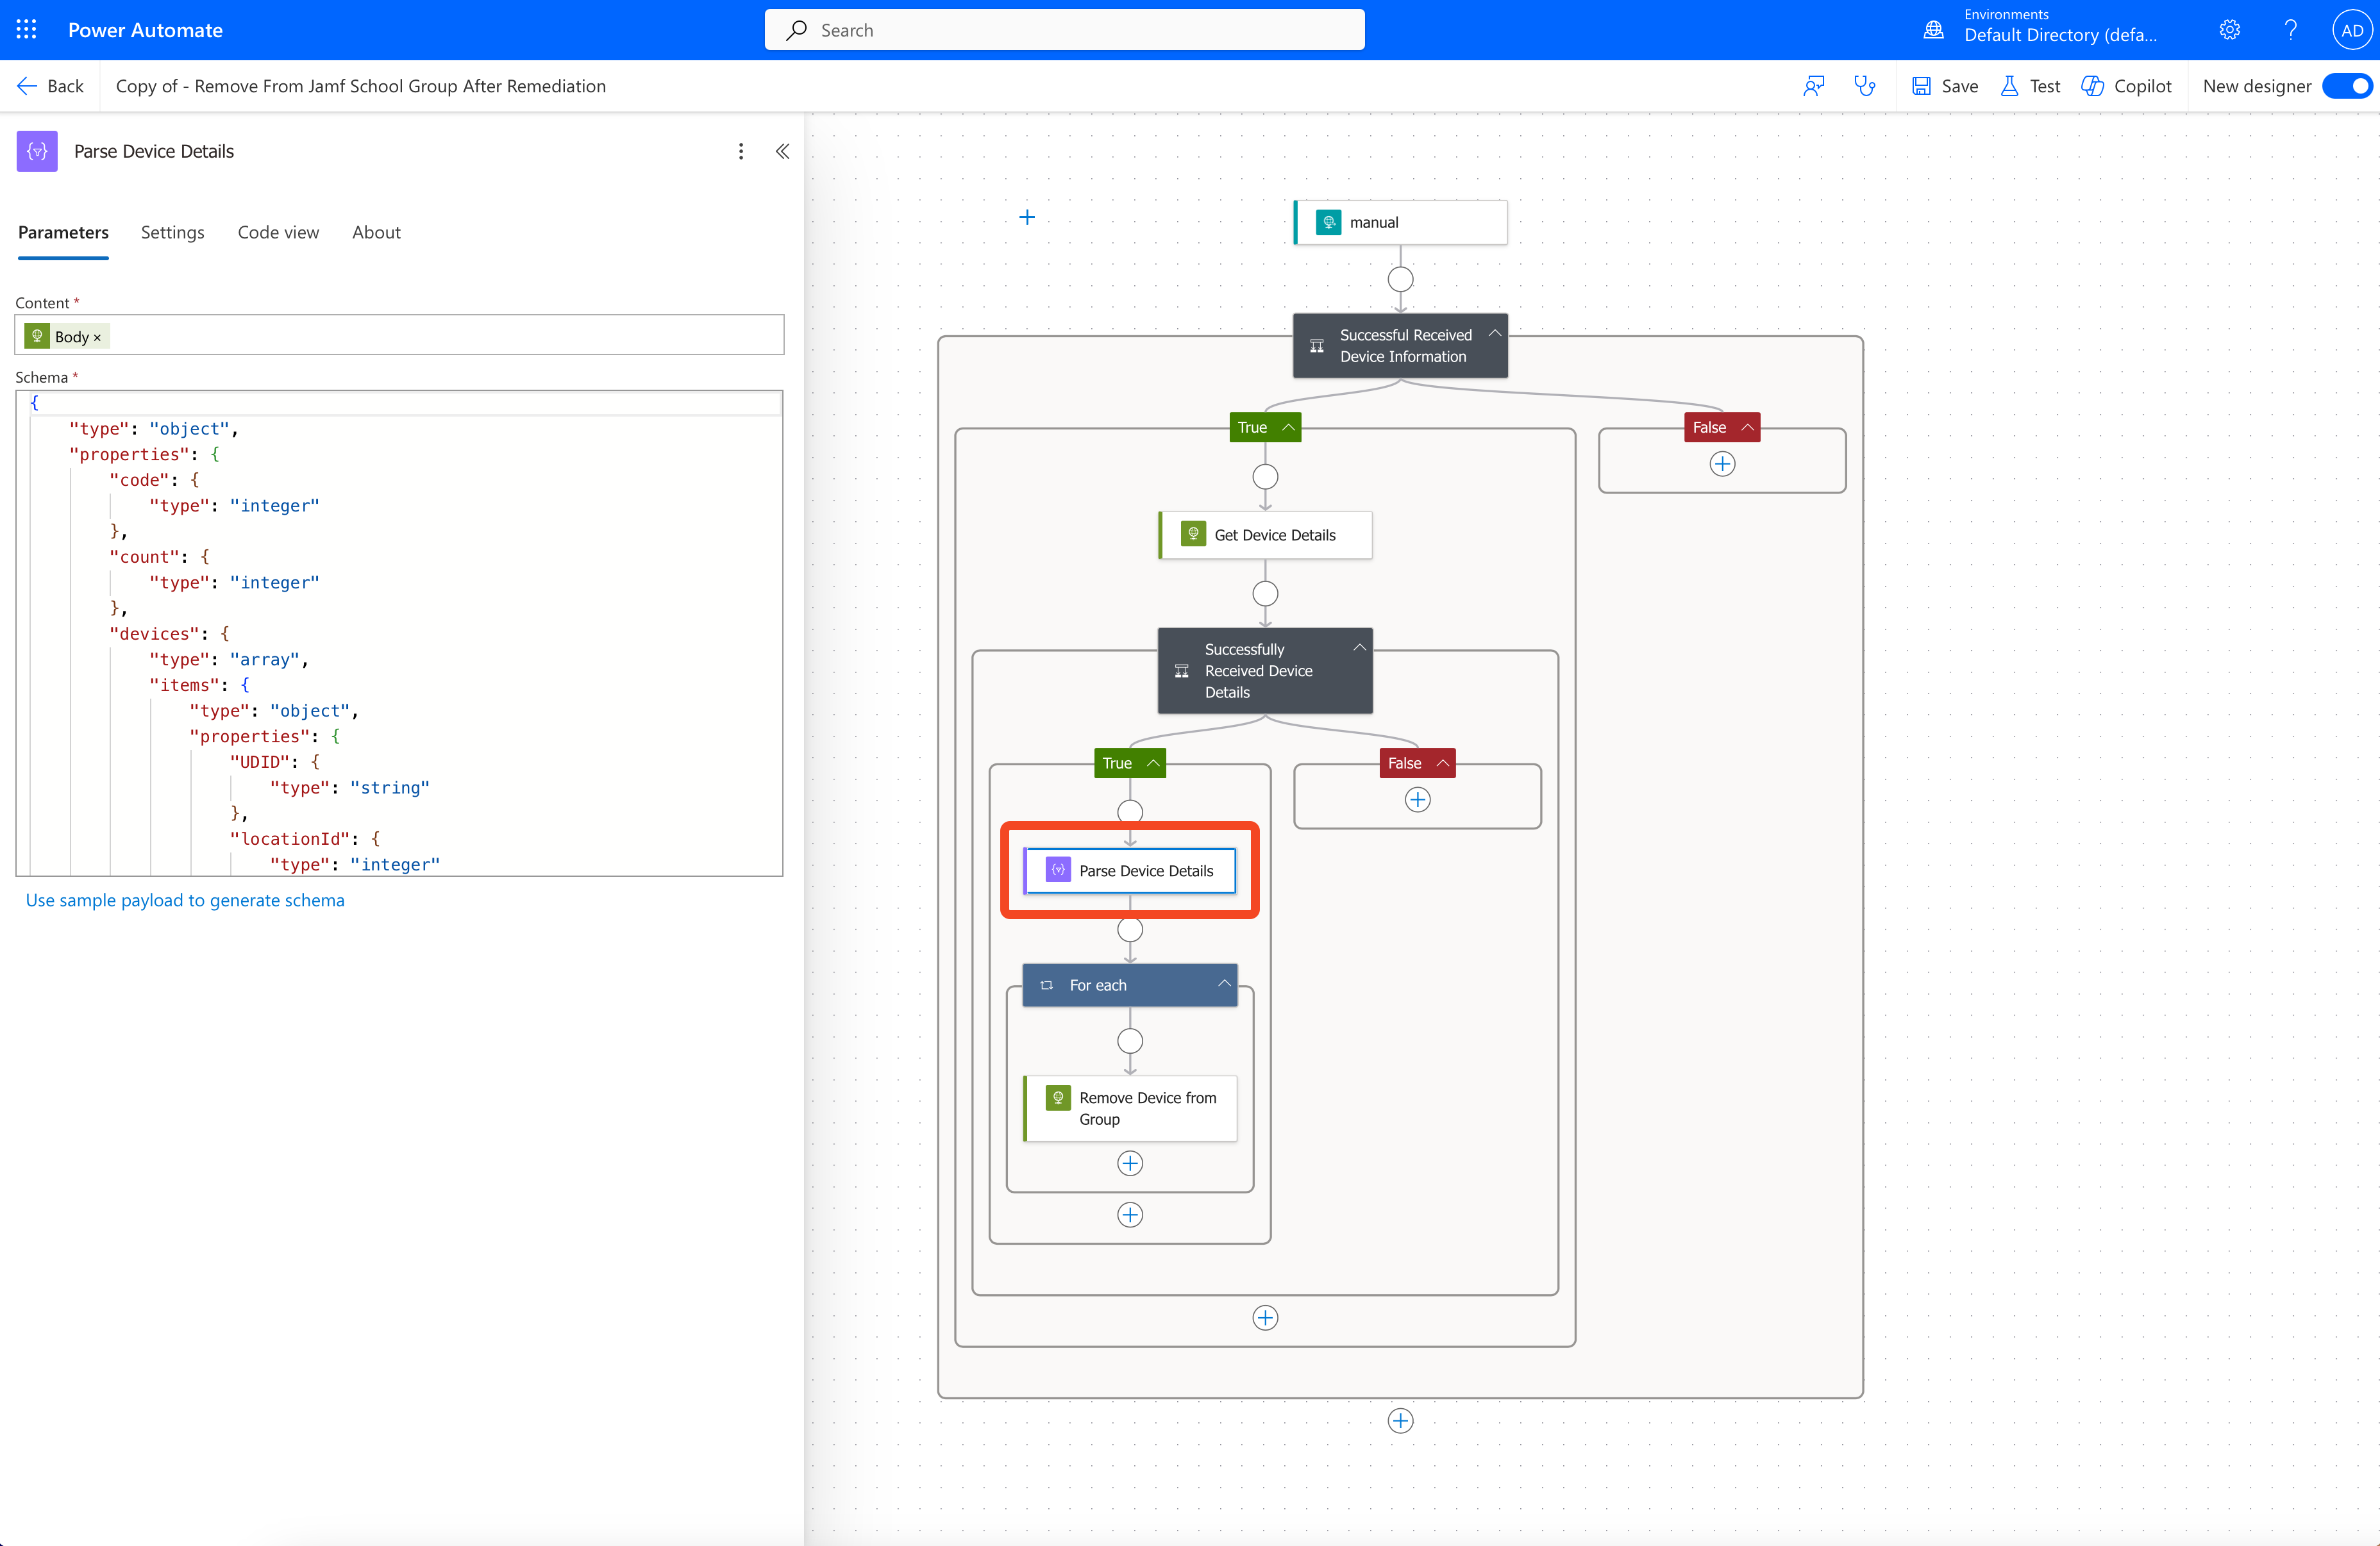 Power Automate
Search
Environments
Default Directory (defa...
?
AD
Back
Copy of - Remove From Jamf School Group After Remediation
Save
Test
Copilot
New designer
Parse Device Details
Parameters
Settings
Code view
About
Content *
Body ×
Schema *
{
"type": "object",
"properties": {
"code": {
"type": "integer"
},
"count": {
"type": "integer"
},
"devices": {
"type": "array",
"items": {
"type": "object",
"properties": {
"UDID": {
"type": "string"
},
"locationId": {
"type": "integer"
Use sample payload to generate schema
manual
Successful Received
Device Information
True
False
Get Device Details
Successfully
Received Device
Details
True
False
Parse Device Details
For each
Remove Device from
Group